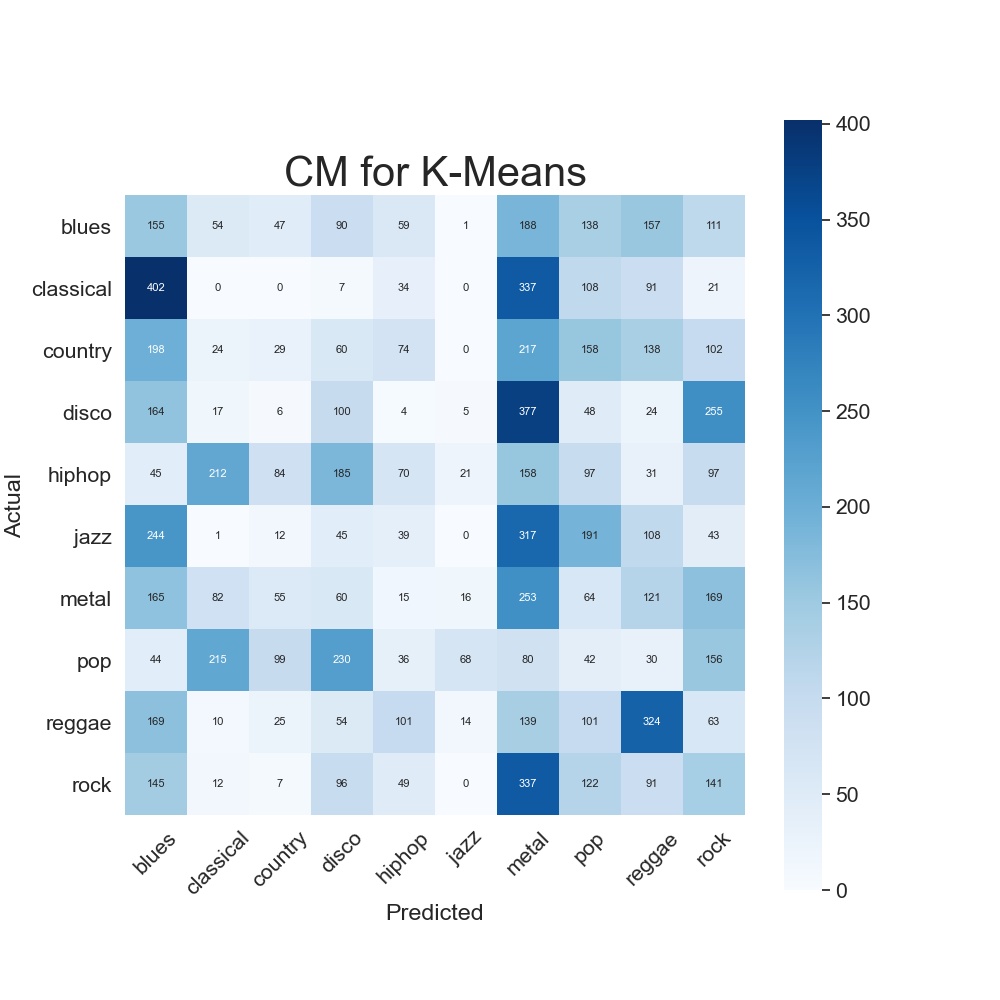 CM for K-Means
blues 155 54 47 90 59 1 188 138 157 111
classical 402 0 0 7 34 0 337 108 91 21
country 198 24 29 60 74 0 217 158 138 102
disco 164 17 6 100 4 5 377 48 24 255
hiphop 45 212 84 185 70 21 158 97 31 97
jazz 244 1 12 45 39 0 317 191 108 43
metal 165 82 55 60 15 16 253 64 121 169
pop 44 215 99 230 36 68 80 42 30 156
reggae 169 10 25 54 101 14 139 101 324 63
rock 145 12 7 96 49 0 337 122 91 141
Actual
blues classical country disco hiphop jazz metal pop reggae rock
Predicted
400
350
300
250
200
150
100
50
0